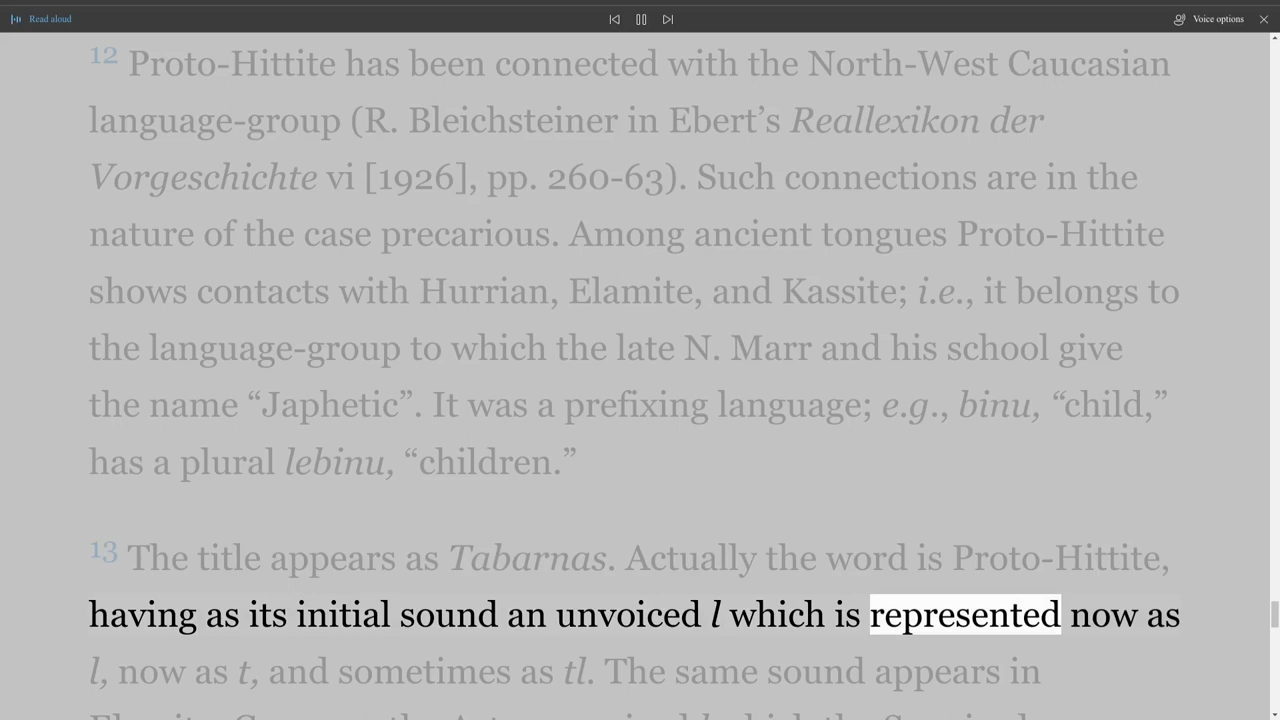 Read aloud
Voice options
12 Proto-Hittite has been connected with the North-West Caucasian
language-group (R. Bleichsteiner in Ebert’s Reallexikon der
Vorgeschichte vi [1926], pp. 260-63). Such connections are in the
nature of the case precarious. Among ancient tongues Proto-Hittite
shows contacts with Hurrian, Elamite, and Kassite; i.e., it belongs to
the language-group to which the late N. Marr and his school give
the name “Japhetic”. It was a prefixing language; e.g., binu, “child,”
has a plural lebinu, “children.”
13 The title appears as Tabarnas. Actually the word is Proto-Hittite,
having as its initial sound an unvoiced l which is represented now as
l, now as t, and sometimes as tl. The same sound appears in